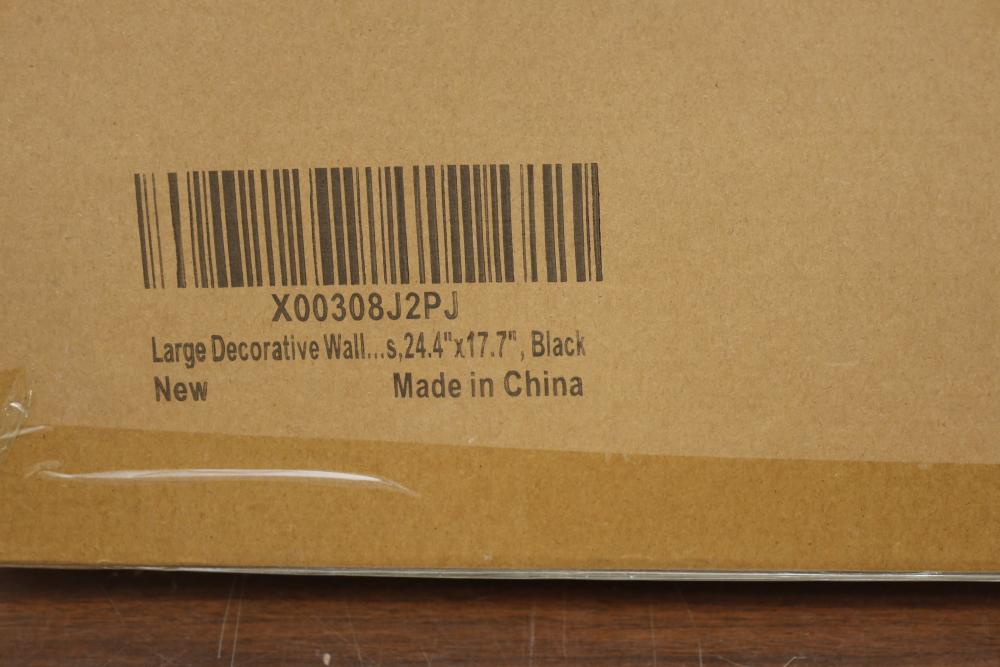 X00308J2PJ
Large Decorative Wall...s,24.4"x17.7", Black
New Made in China